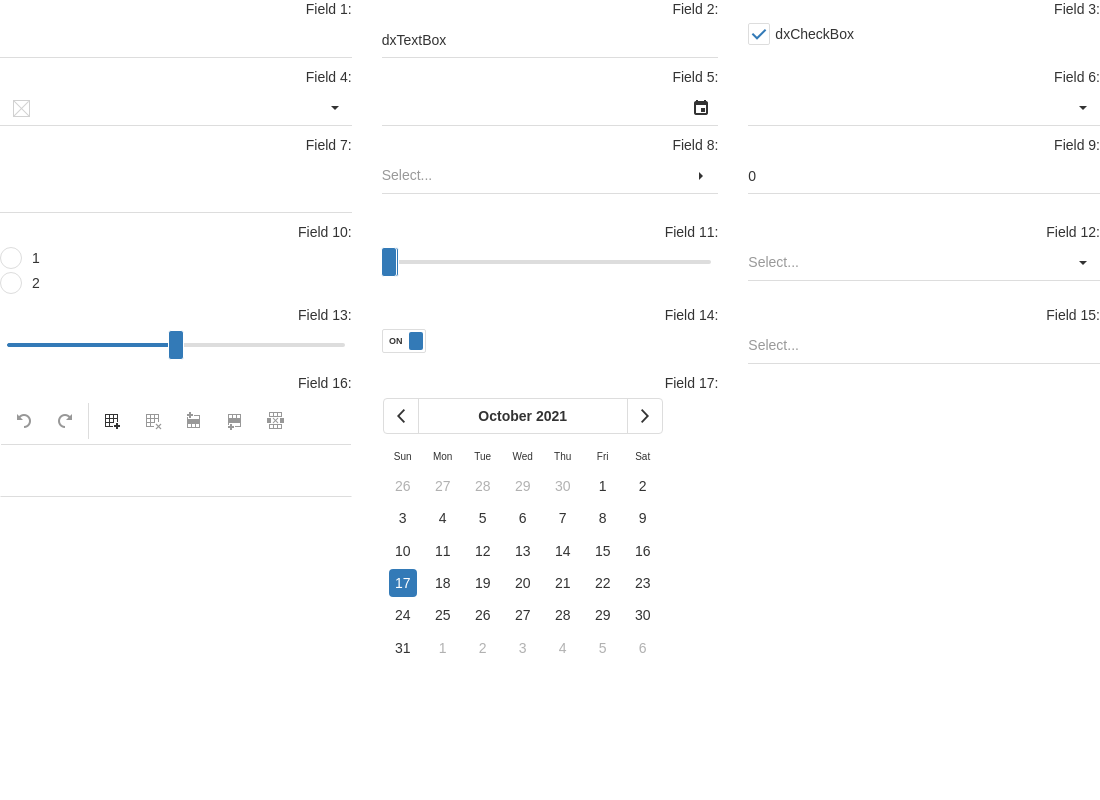 Field 1:
Field 2:
dxTextBox
Field 3:
dxCheckBox
Field 4:
Field 5:
Field 6:
Field 7:
Field 8:
Select...
Field 9:
0
Field 10:
1
2
Field 11:
Field 12:
Select...
Field 13:
Field 14:
ON
Field 15:
Select...
Field 16:
Field 17:
October 2021
Sun Mon Tue Wed Thu Fri Sat
26 27 28 29 30 1 2
3 4 5 6 7 8 9
10 11 12 13 14 15 16
17 18 19 20 21 22 23
24 25 26 27 28 29 30
31 1 2 3 4 5 6